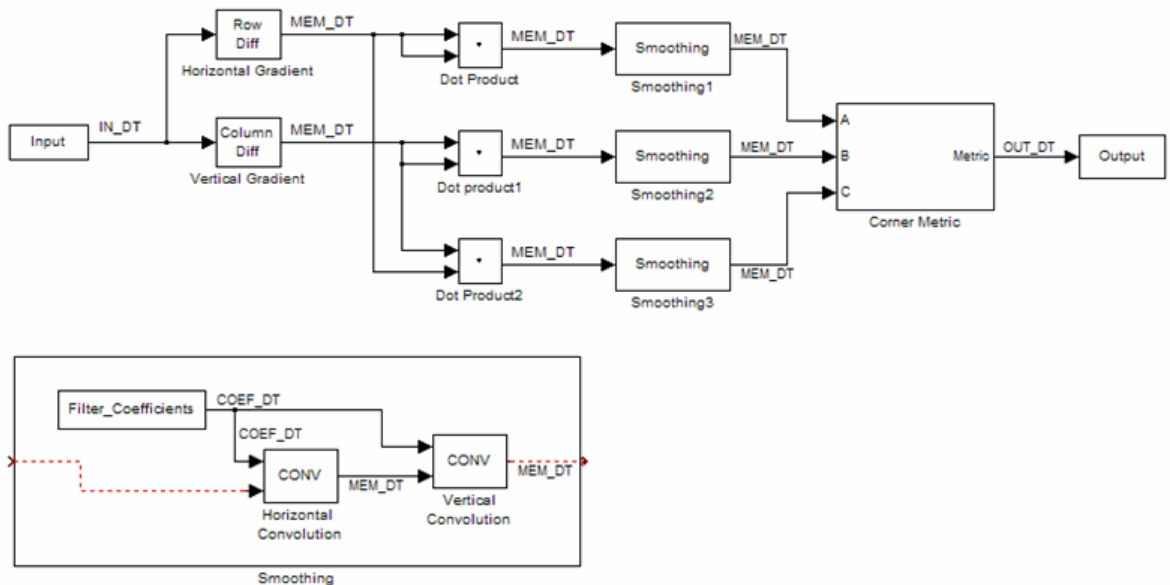 Row
Diff
MEM_DT
Horizontal Gradient
Dot Product
MEM_DT
Smoothing
Smoothing1
MEM_DT
Input
IN_DT
Column
Diff
MEM_DT
Vertical Gradient
Dot product1
MEM_DT
Smoothing
Smoothing2
MEM_DT
A
B
C
Metric
Corner Metric
OUT_DT
Output
Dot Product2
MEM_DT
Smoothing
Smoothing3
MEM_DT
Filter_Coefficients
COEF_DT
COEF_DT
CONV
Horizontal
Convolution
MEM_DT
CONV
Vertical
Convolution
MEM_DT
Smoothing